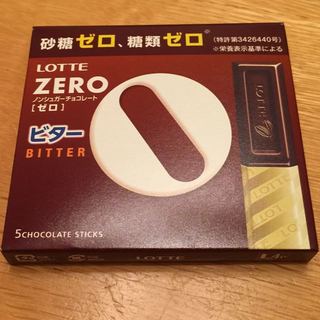 砂糖ゼロ、糖類ゼロ※
(特許第3426440号)
※栄養表示基準による
LOTTE
ZERO
ノンシュガーチョコレート
[ゼロ]
ビター
BITTER
LOTTE
LOTTE
5CHOCOLATE STICKS
LOTTE